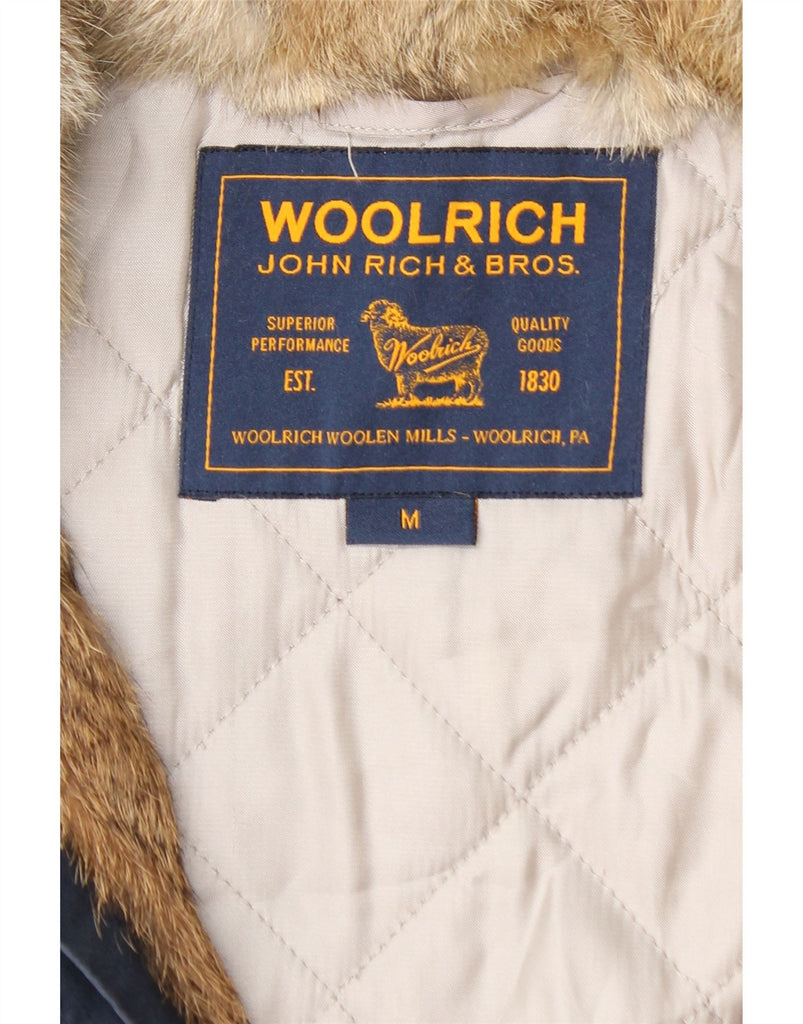 WOOLRICH
JOHN RICH & BROS.
SUPERIOR
PERFORMANCE
EST.
Woolrich
QUALITY
GOODS
1830
WOOLRICH WOOLEN MILLS - WOOLRICH, PA
M